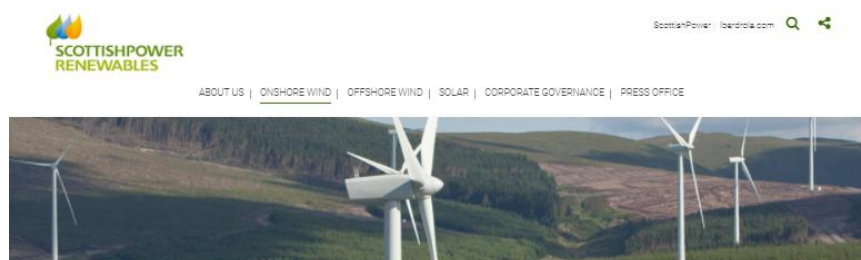 ScottishPower | Iberdrola.com
SCOTTISHPOWER
RENEWABLES
ABOUT US | ONSHORE WIND | OFFSHORE WIND | SOLAR | CORPORATE GOVERNANCE | PRESS OFFICE